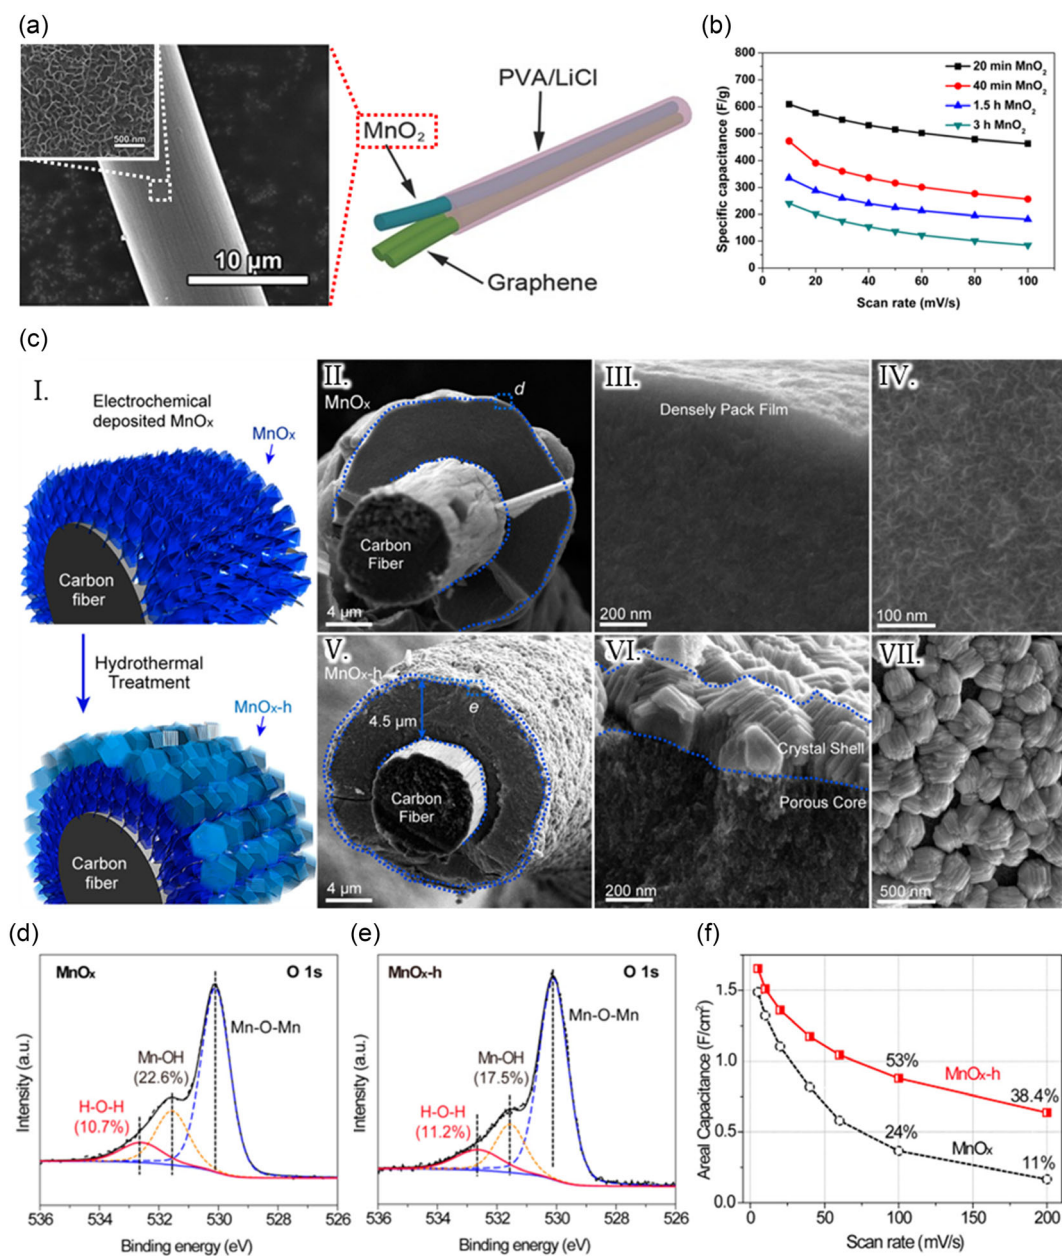 (a)
500 nm
10 µm
MnO₂
PVA/LiCl
Graphene
(b)
Specific capacitance (F/g)
800
700
600
500
400
300
200
100
0
20 min MnO₂
40 min MnO₂
1.5 h MnO₂
3 h MnO₂
0 20 40 60 80 100
Scan rate (mV/s)
(c)
I.
Electrochemical
deposited MnOx
MnOx
Carbon
fiber
Hydrothermal
Treatment
MnOx-h
Carbon
fiber
II.
MnOx
d
Carbon
Fiber
4 µm
III.
Densely Pack Film
200 nm
IV.
100 nm
V.
MnOx-h
e
4.5 µm
Carbon
Fiber
4 µm
VI.
Crystal Shell
Porous Core
200 nm
VII.
500 nm
(d)
MnOx
O 1s
Mn-O-Mn
Mn-OH
(22.6%)
H-O-H
(10.7%)
Intensity (a.u.)
536 534 532 530 528 526
Binding energy (eV)
(e)
MnOx-h
O 1s
Mn-O-Mn
Mn-OH
(17.5%)
H-O-H
(11.2%)
Intensity (a.u.)
536 534 532 530 528 526
Binding energy (eV)
(f)
Areal Capacitance (F/cm²)
1.5
1.0
0.5
0.0
53%
MnOx-h
38.4%
24%
MnOx
11%
0 50 100 150 200
Scan rate (mV/s)